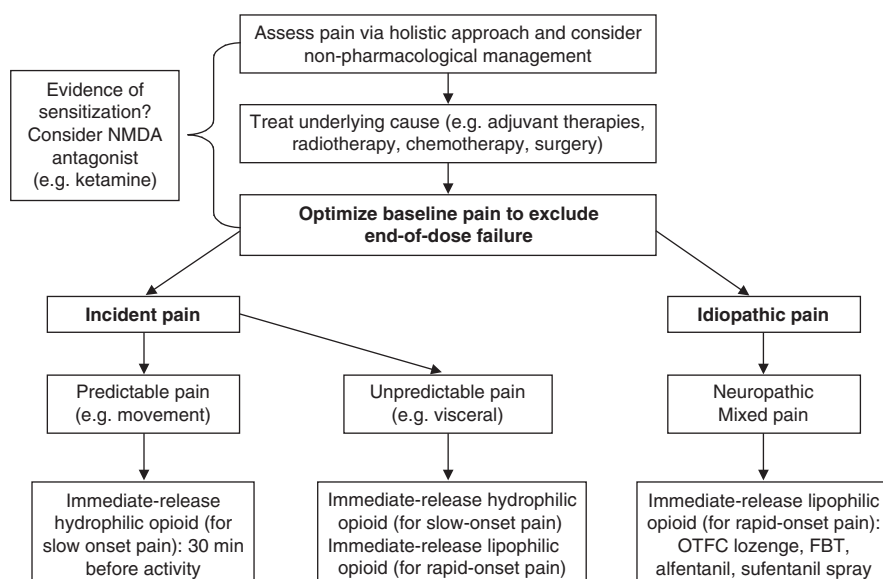 Assess pain via holistic approach and consider
non-pharmacological management
Evidence of
sensitization?
Consider NMDA
antagonist
(e.g. ketamine)
Treat underlying cause (e.g. adjuvant therapies,
radiotherapy, chemotherapy, surgery)
Optimize baseline pain to exclude
end-of-dose failure
Incident pain
Idiopathic pain
Predictable pain
(e.g. movement)
Unpredictable pain
(e.g. visceral)
Neuropathic
Mixed pain
Immediate-release
hydrophilic opioid (for
slow onset pain): 30 min
before activity
Immediate-release hydrophilic
opioid (for slow-onset pain)
Immediate-release lipophilic
opioid (for rapid-onset pain)
Immediate-release lipophilic
opioid (for rapid-onset pain):
OTFC lozenge, FBT,
alfentanil, sufentanil spray